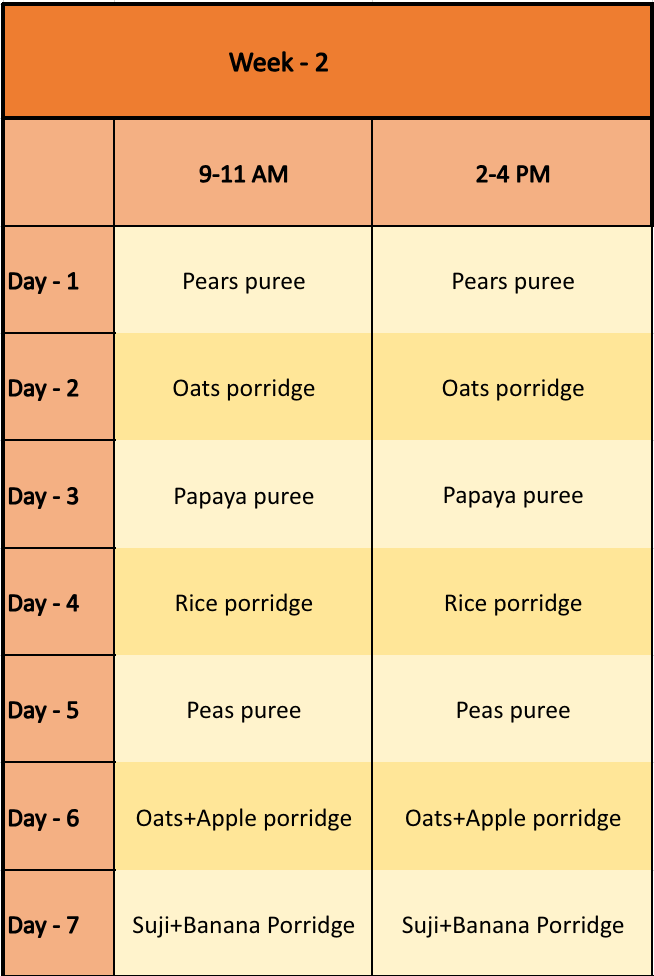 Week - 2
9-11 AM 2-4 PM
Day - 1 Pears puree Pears puree
Day - 2 Oats porridge Oats porridge
Day - 3 Papaya puree Papaya puree
Day - 4 Rice porridge Rice porridge
Day - 5 Peas puree Peas puree
Day - 6 Oats+Apple porridge Oats+Apple porridge
Day - 7 Suji+Banana Porridge Suji+Banana Porridge